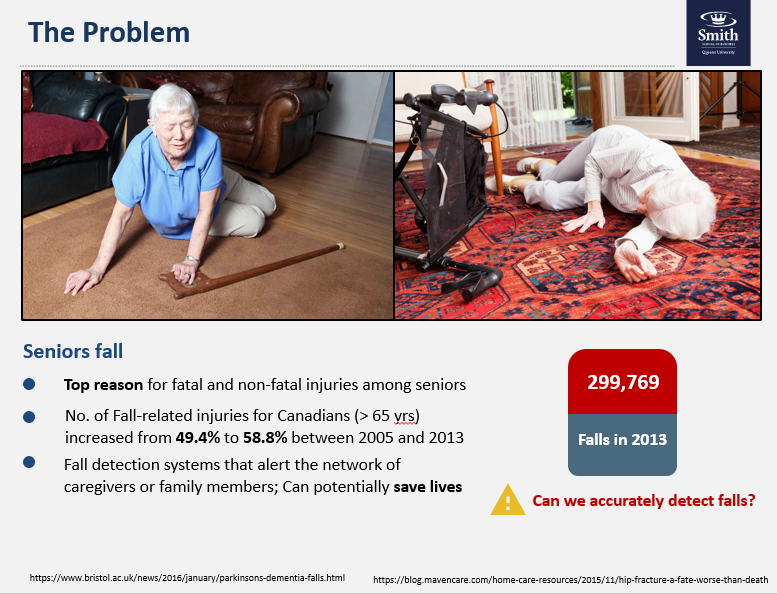 The Problem
Smith
SCHOOL OF BUSINESS
Queen's University
Seniors fall
Top reason for fatal and non-fatal injuries among seniors
No. of Fall-related injuries for Canadians (> 65 yrs)
increased from 49.4% to 58.8% between 2005 and 2013
Fall detection systems that alert the network of
caregivers or family members; Can potentially save lives
299,769
Falls in 2013
Can we accurately detect falls?
https://www.bristol.ac.uk/news/2016/january/parkinsons-dementia-falls.html
https://blog.mavencare.com/home-care-resources/2015/11/hip-fracture-a-fate-worse-than-death